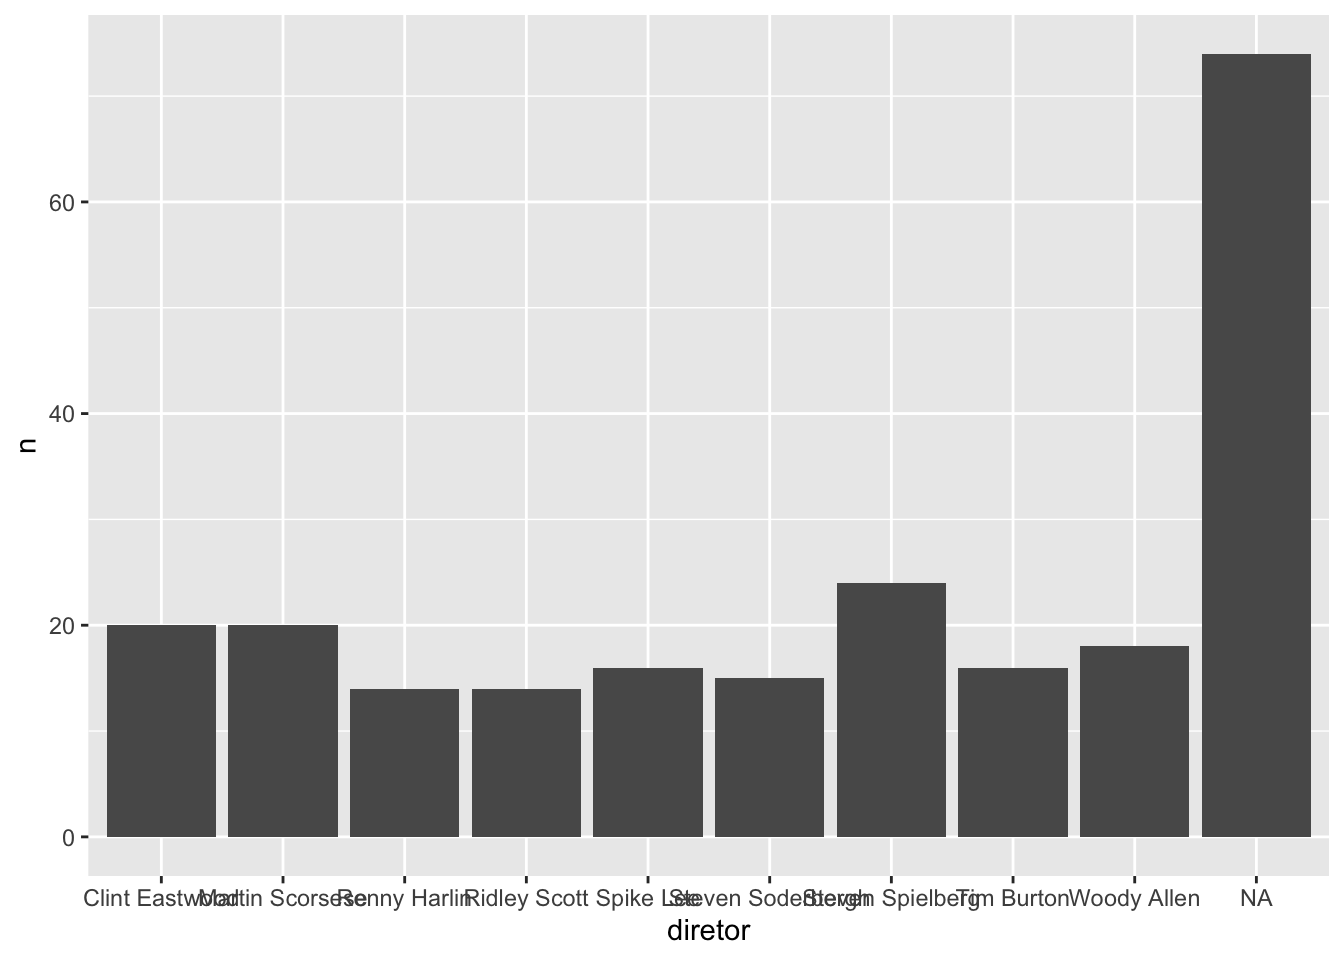 60
40
n
20
0
Clint Eastwood Martin Scorsese Renny Harlin Ridley Scott Spike Lee Steven Soderbergh Steven Spielberg Tim Burton Woody Allen NA
diretor